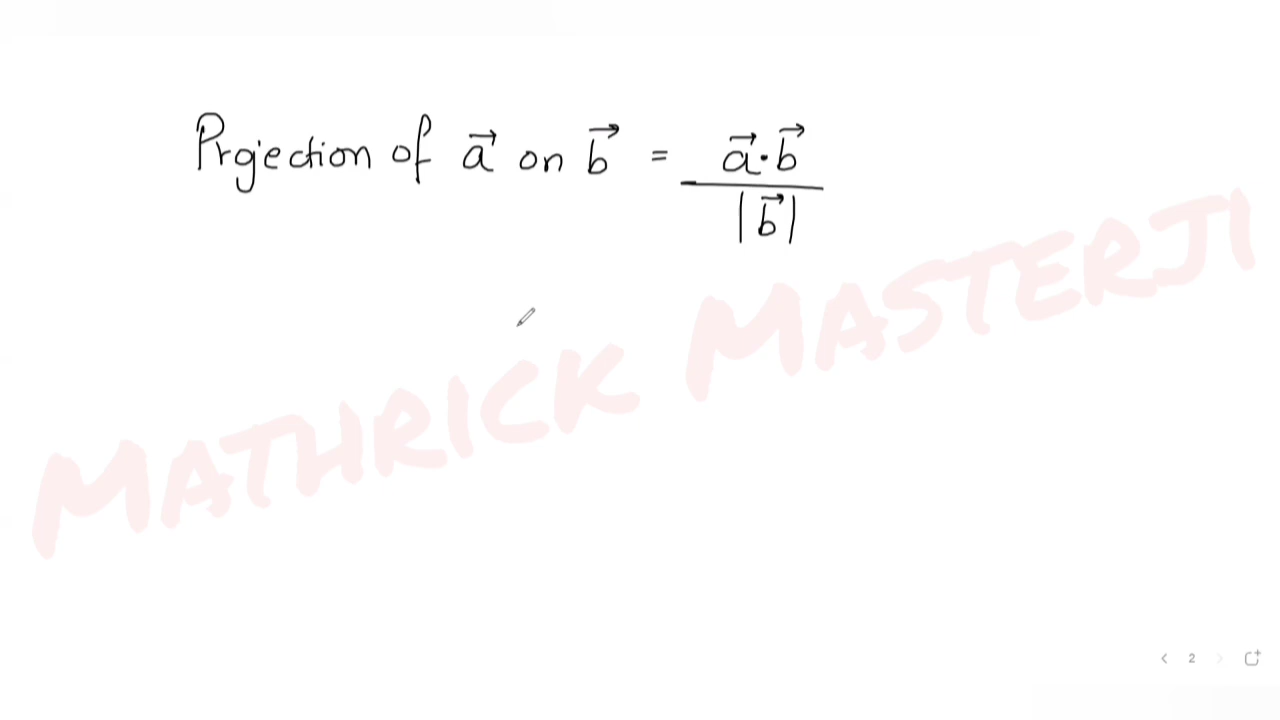 Projection of a⃗ on b⃗ = a⃗·b⃗ / |b⃗|
MATHRICK MASTERJI
< 2 >